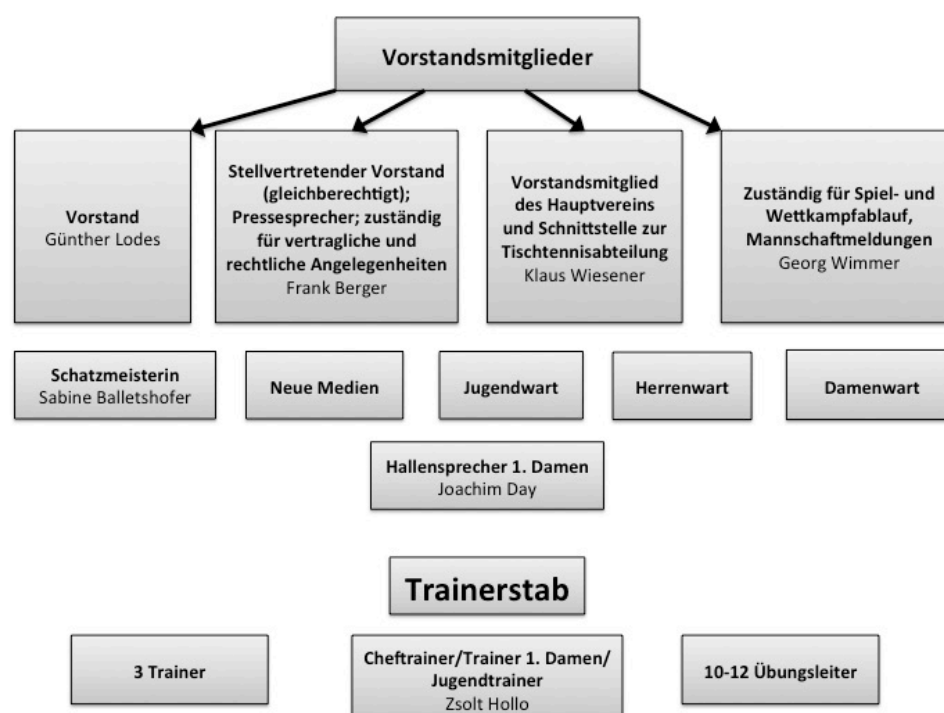 Vorstandsmitglieder
Vorstand
Günther Lodes
Stellvertretender Vorstand
(gleichberechtigt);
Pressesprecher; zuständig
für vertragliche und
rechtliche Angelegenheiten
Frank Berger
Vorstandsmitglied
des Hauptvereins
und Schnittstelle zur
Tischtennisabteilung
Klaus Wiesener
Zuständig für Spiel- und
Wettkampfablauf,
Mannschaftmeldungen
Georg Wimmer
Schatzmeisterin
Sabine Balletshofer
Neue Medien
Jugendwart
Herrenwart
Damenwart
Hallensprecher 1. Damen
Joachim Day
Trainerstab
3 Trainer
Cheftrainer/Trainer 1. Damen/
Jugendtrainer
Zsolt Hollo
10-12 Übungsleiter